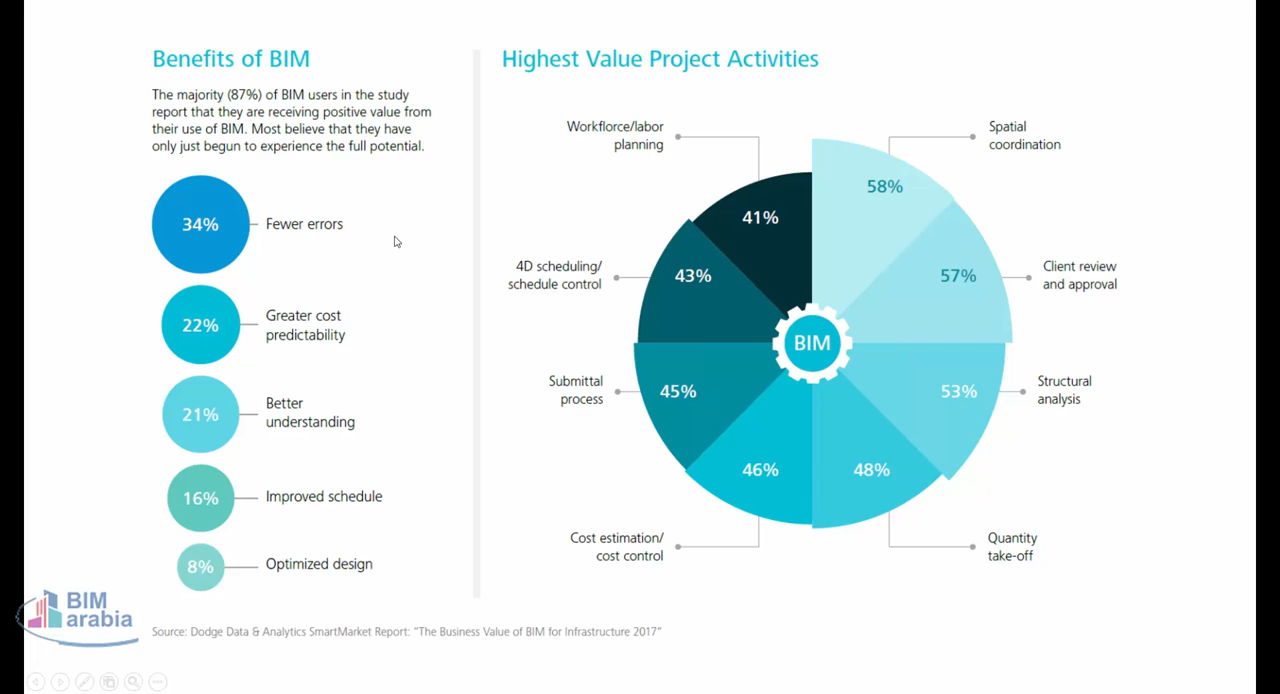 Benefits of BIM
The majority (87%) of BIM users in the study
report that they are receiving positive value from
their use of BIM. Most believe that they have
only just begun to experience the full potential.
34%
Fewer errors
22%
Greater cost
predictability
21%
Better
understanding
16%
Improved schedule
8%
Optimized design
Highest Value Project Activities
Workflorce/labor
planning
41%
Spatial
coordination
58%
4D scheduling/
schedule control
43%
Client review
and approval
57%
BIM
Submittal
process
45%
Structural
analysis
53%
Cost estimation/
cost control
46%
Quantity
take-off
48%
BIM
arabia
Source: Dodge Data & Analytics SmartMarket Report: “The Business Value of BIM for Infrastructure 2017”